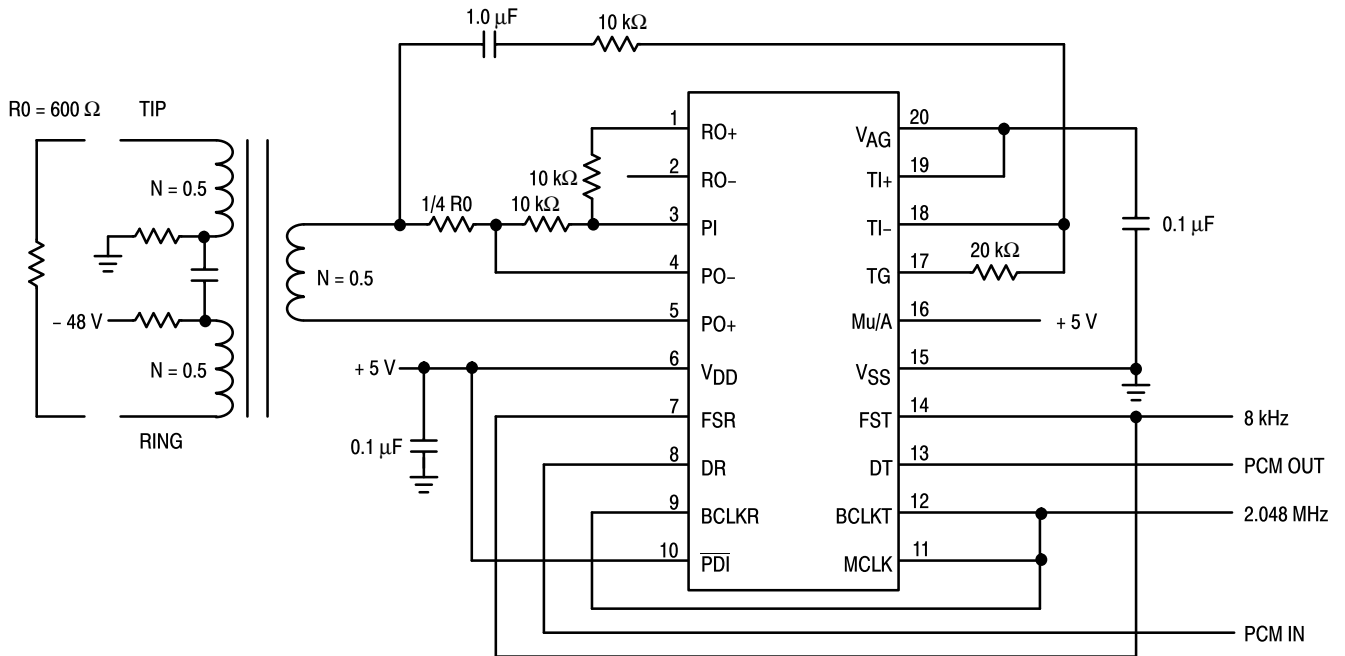 1.0 μF
10 kΩ
R0 = 600 Ω
TIP
N = 0.5
– 48 V
N = 0.5
RING
N = 0.5
1/4 R0
10 kΩ
10 kΩ
+ 5 V
0.1 μF
1 RO+
2 RO–
3 PI
4 PO–
5 PO+
6 VDD
7 FSR
8 DR
9 BCLKR
10 PDI
VAG 20
TI+ 19
TI– 18
TG 17
Mu/A 16
VSS 15
FST 14
DT 13
BCLKT 12
MCLK 11
20 kΩ
0.1 μF
+ 5 V
8 kHz
PCM OUT
2.048 MHz
PCM IN